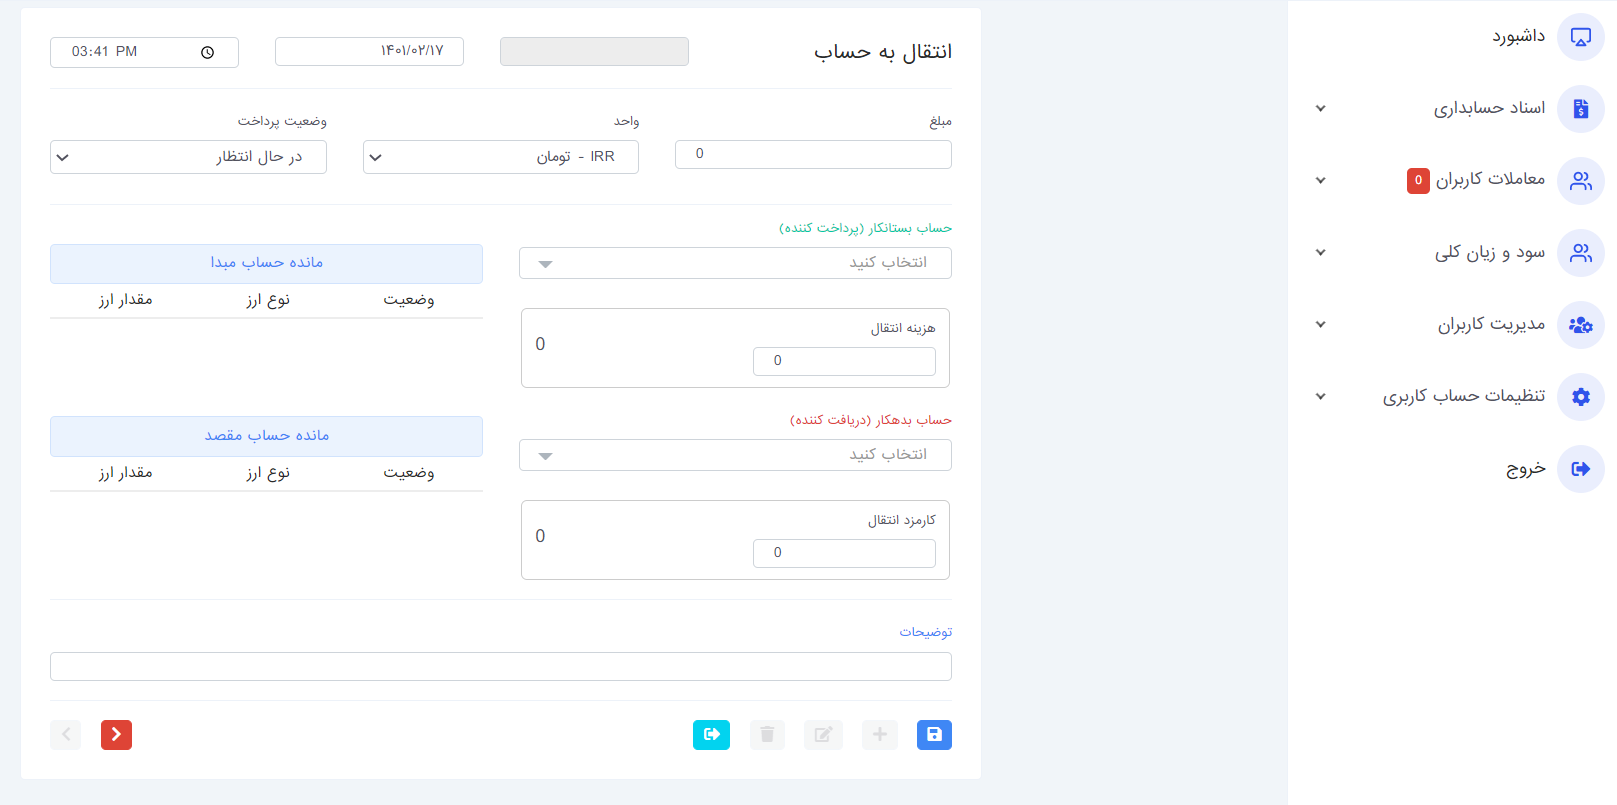 داشبورد
اسناد حسابداری
معاملات کاربران 0
سود و زیان کلی
مدیریت کاربران
تنظیمات حساب کاربری
خروج
انتقال به حساب
۱۴۰۱/۰۲/۱۷
03:41 PM
مبلغ
0
واحد
IRR - تومان
وضعیت پرداخت
در حال انتظار
حساب بستانکار (پرداخت کننده)
انتخاب کنید
هزینه انتقال
0
0
مانده حساب مبدا
وضعیت نوع ارز مقدار ارز
حساب بدهکار (دریافت کننده)
انتخاب کنید
کارمزد انتقال
0
0
مانده حساب مقصد
وضعیت نوع ارز مقدار ارز
توضیحات